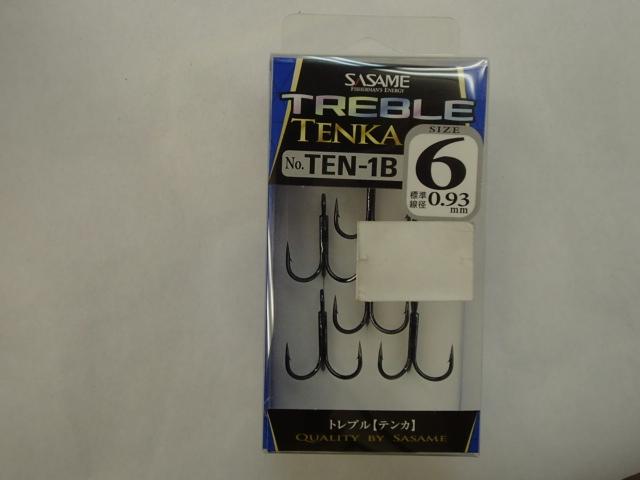 SASAME
FISHERMAN'S ENERGY
TREBLE
TENKA
No. TEN-1B
SIZE
6
標準
線径 0.93
mm
トレブル【テンカ】
QUALITY BY SASAME